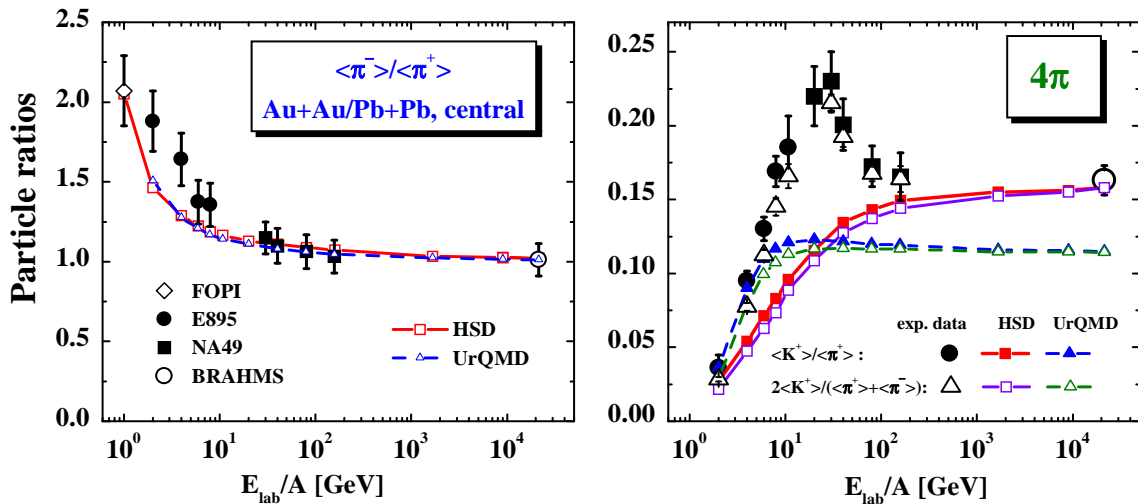 Particle ratios
2.5
2.0
1.5
1.0
0.5
0.0
<π⁻>/<π⁺>
Au+Au/Pb+Pb, central
FOPI
E895
NA49
BRAHMS
HSD
UrQMD
10⁰ 10¹ 10² 10³ 10⁴
E_lab/A [GeV]
0.25
0.20
0.15
0.10
0.05
0.00
4π
exp. data HSD UrQMD
<K⁺>/<π⁺> :
2<K⁺>/(<π⁺>+<π⁻>):
10⁰ 10¹ 10² 10³ 10⁴
E_lab/A [GeV]